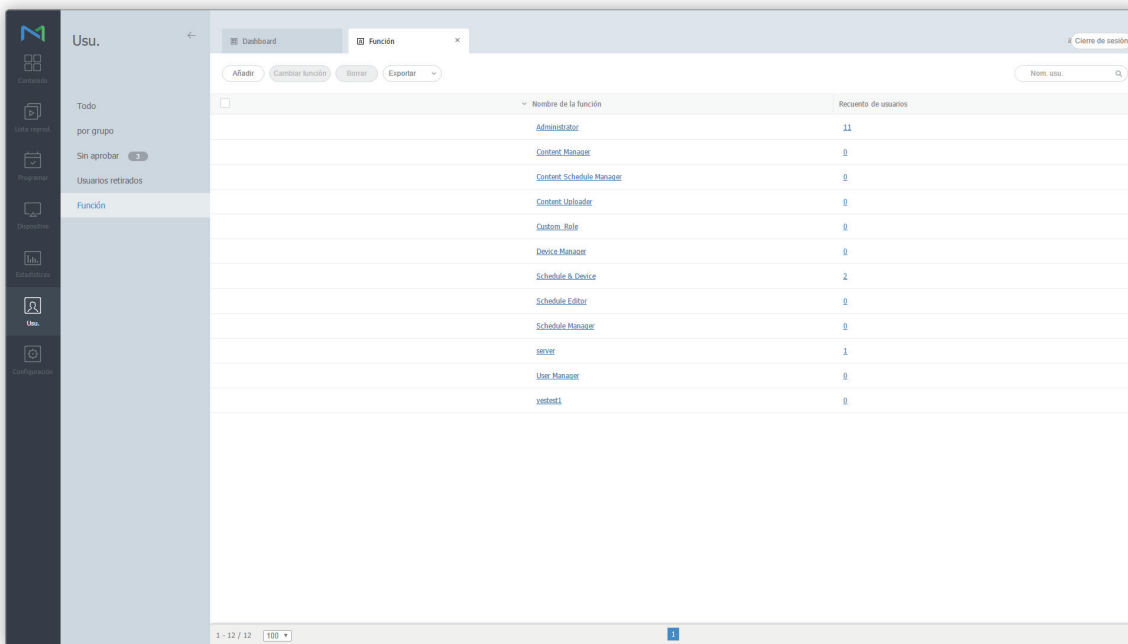 Usu.
Dashboard
Función
Cierre de sesión
Contenido
Añadir
Cambiar función
Borrar
Exportar
Nom. usu.
Todo
Nombre de la función
Recuento de usuarios
Lista reprod.
por grupo
Administrator
11
Sin aprobar
3
Content Manager
0
Programar
Usuarios retirados
Content Schedule Manager
0
Función
Content Uploader
0
Dispositivo
Custom_Role
0
Device Manager
0
Estadísticas
Schedule & Device
2
Schedule Editor
0
Usu.
Schedule Manager
0
server
1
Configuración
User Manager
0
vestest1
0
1 - 12 / 12
100
1